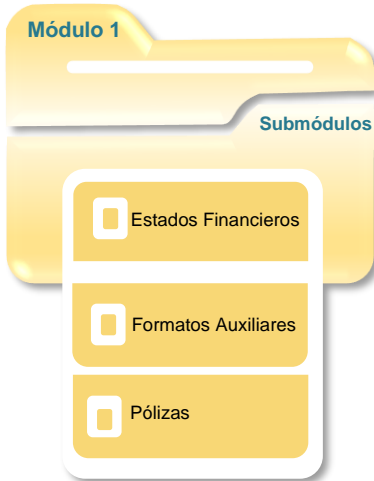 Módulo 1
Submódulos
Estados Financieros
Formatos Auxiliares
Pólizas